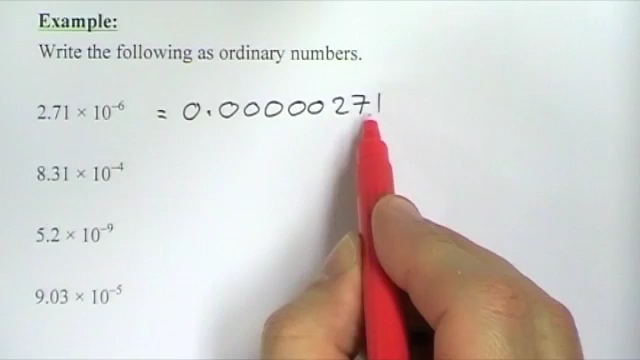 Example:
Write the following as ordinary numbers.
2.71 × 10⁻⁶ = 0.00000271
8.31 × 10⁻⁴
5.2 × 10⁻⁹
9.03 × 10⁻⁵